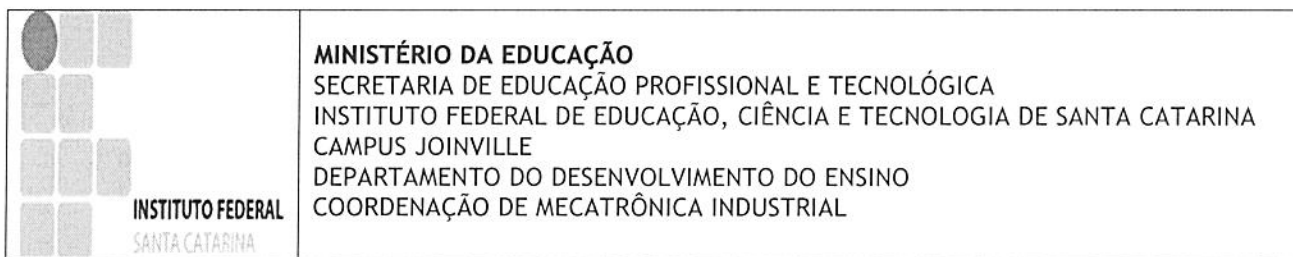 MINISTÉRIO DA EDUCAÇÃO
SECRETARIA DE EDUCAÇÃO PROFISSIONAL E TECNOLÓGICA
INSTITUTO FEDERAL DE EDUCAÇÃO, CIÊNCIA E TECNOLOGIA DE SANTA CATARINA
CAMPUS JOINVILLE
DEPARTAMENTO DO DESENVOLVIMENTO DO ENSINO
COORDENAÇÃO DE MECATRÔNICA INDUSTRIAL
INSTITUTO FEDERAL
SANTA CATARINA